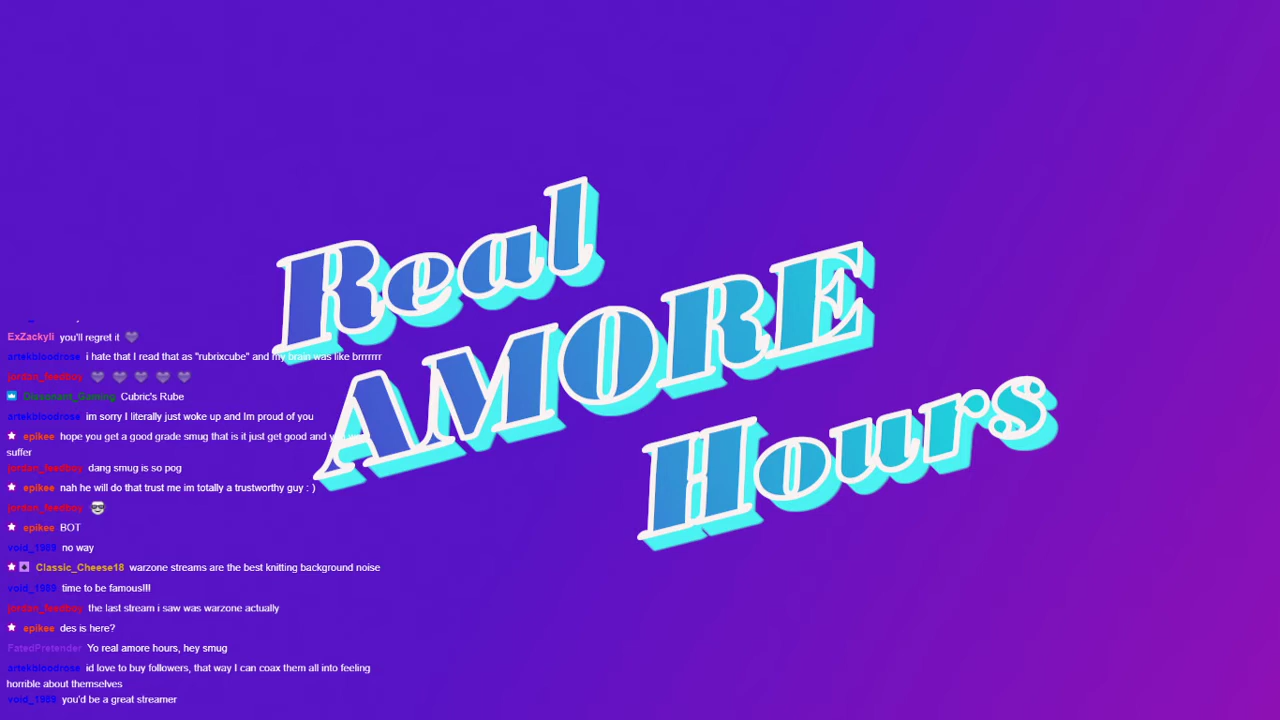 Real
AMORE
Hours
ExZackyli you'll regret it
artekbloodrose i hate that I read that as "rubrixcube" and my brain was like brrrrrrr
jordan_feedboy
Dissonant_Gaming Cubric's Rube
artekbloodrose im sorry I literally just woke up and Im proud of you
epikee hope you get a good grade smug that is it just get good and
suffer
jordan_feedboy dang smug is so pog
epikee nah he will do that trust me im totally a trustworthy guy : )
jordan_feedboy
epikee BOT
void_1989 no way
Classic_Cheese18 warzone streams are the best knitting background noise
void_1989 time to be famous!!!
jordan_feedboy the last stream i saw was warzone actually
epikee des is here?
FatedPretender Yo real amore hours, hey smug
artekbloodrose id love to buy followers, that way I can coax them all into feeling
horrible about themselves
void_1989 you'd be a great streamer